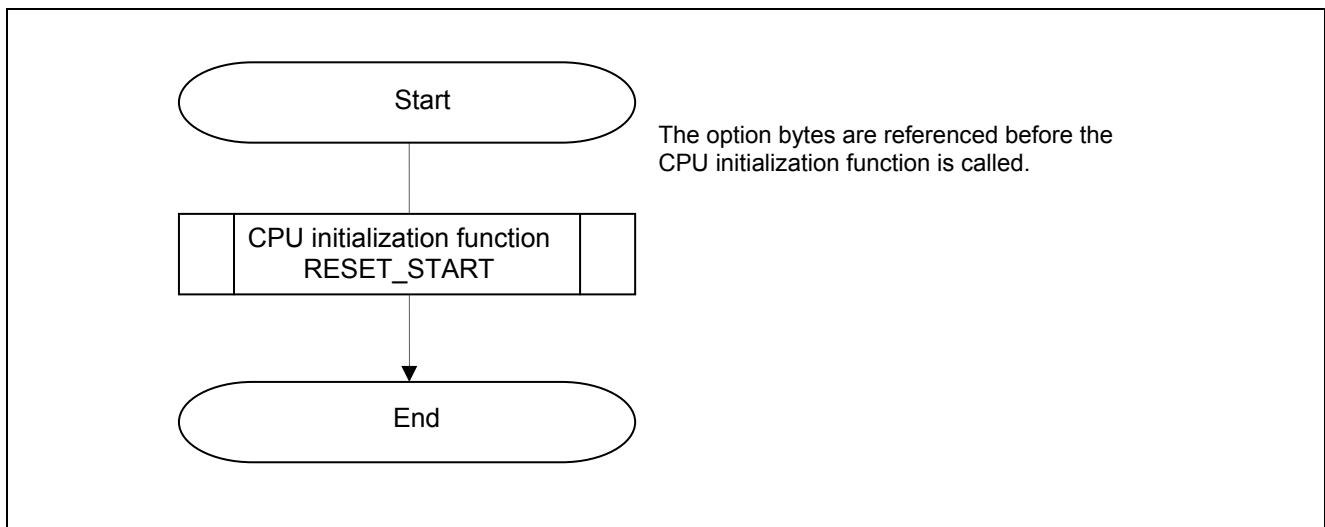 Start
The option bytes are referenced before the
CPU initialization function is called.
CPU initialization function
RESET_START
End